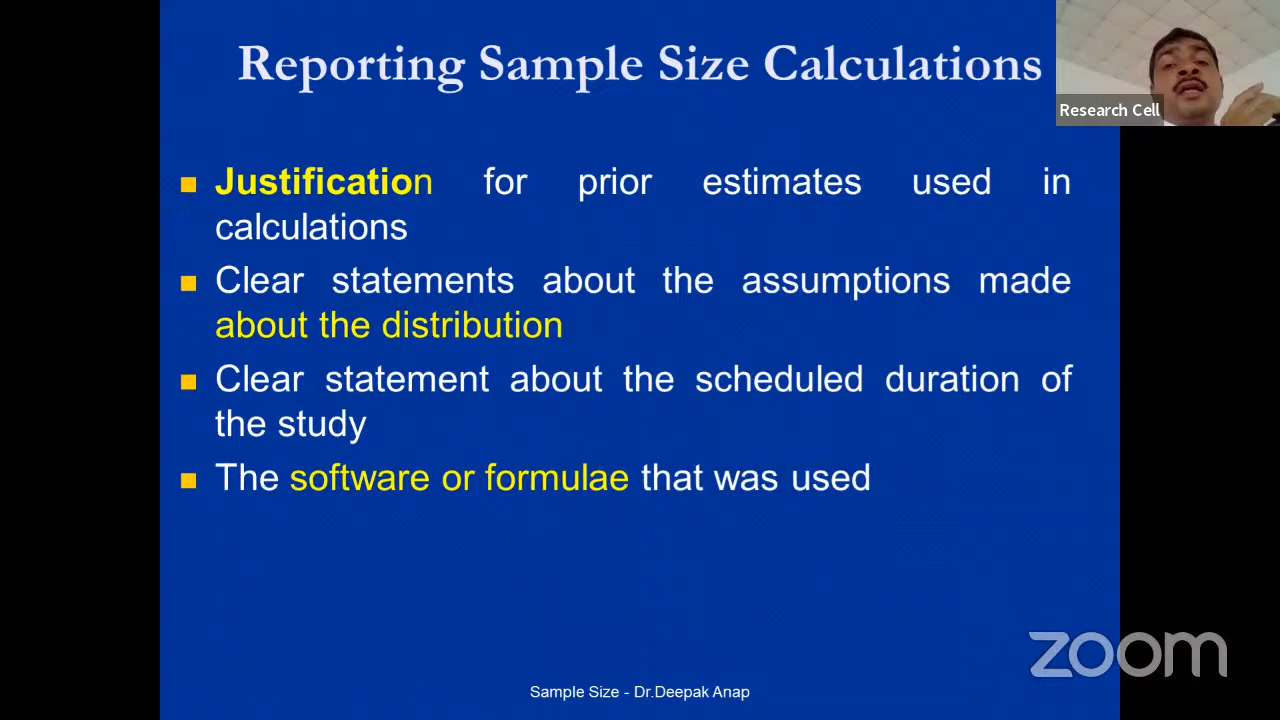 Reporting Sample Size Calculations
Research Cell
Justification for prior estimates used in
calculations
Clear statements about the assumptions made
about the distribution
Clear statement about the scheduled duration of
the study
The software or formulae that was used
zoom
Sample Size - Dr.Deepak Anap